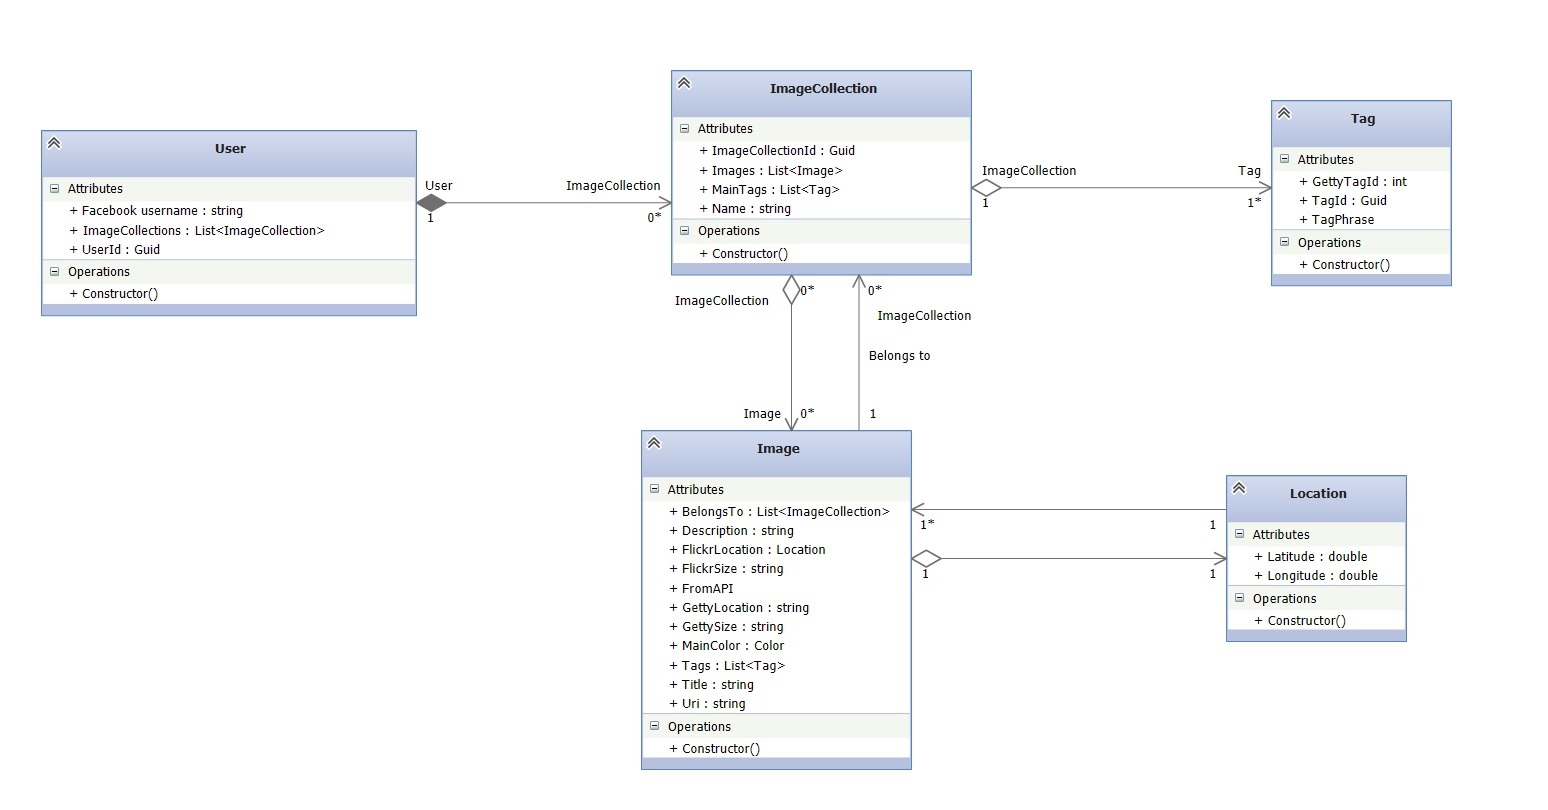 User
Attributes
+ Facebook username : string
+ ImageCollections : List<ImageCollection>
+ UserId : Guid
Operations
+ Constructor()
User
1
ImageCollection
0*
ImageCollection
Attributes
+ ImageCollectionId : Guid
+ Images : List<Image>
+ MainTags : List<Tag>
+ Name : string
Operations
+ Constructor()
ImageCollection
1
Tag
1*
Tag
Attributes
+ GettyTagId : int
+ TagId : Guid
+ TagPhrase
Operations
+ Constructor()
0*
ImageCollection
0*
ImageCollection
Belongs to
Image
0*
1
Image
Attributes
+ BelongsTo : List<ImageCollection>
+ Description : string
+ FlickrLocation : Location
+ FlickrSize : string
+ FromAPI
+ GettyLocation : string
+ GettySize : string
+ MainColor : Color
+ Tags : List<Tag>
+ Title : string
+ Uri : string
Operations
+ Constructor()
1*
1
1
1
Location
Attributes
+ Latitude : double
+ Longitude : double
Operations
+ Constructor()